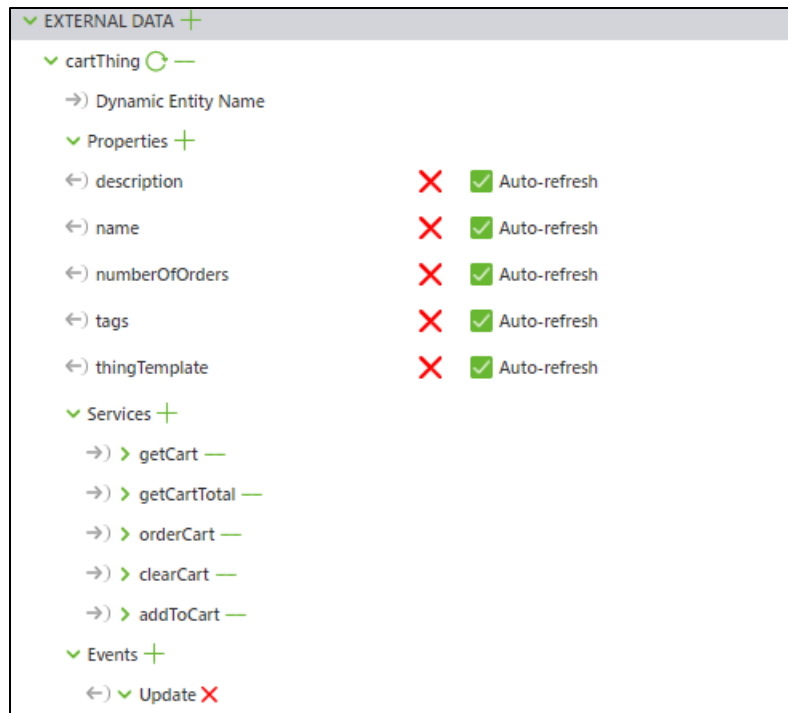 EXTERNAL DATA
cartThing
Dynamic Entity Name
Properties
description Auto-refresh
name Auto-refresh
numberOfOrders Auto-refresh
tags Auto-refresh
thingTemplate Auto-refresh
Services
getCart
getCartTotal
orderCart
clearCart
addToCart
Events
Update